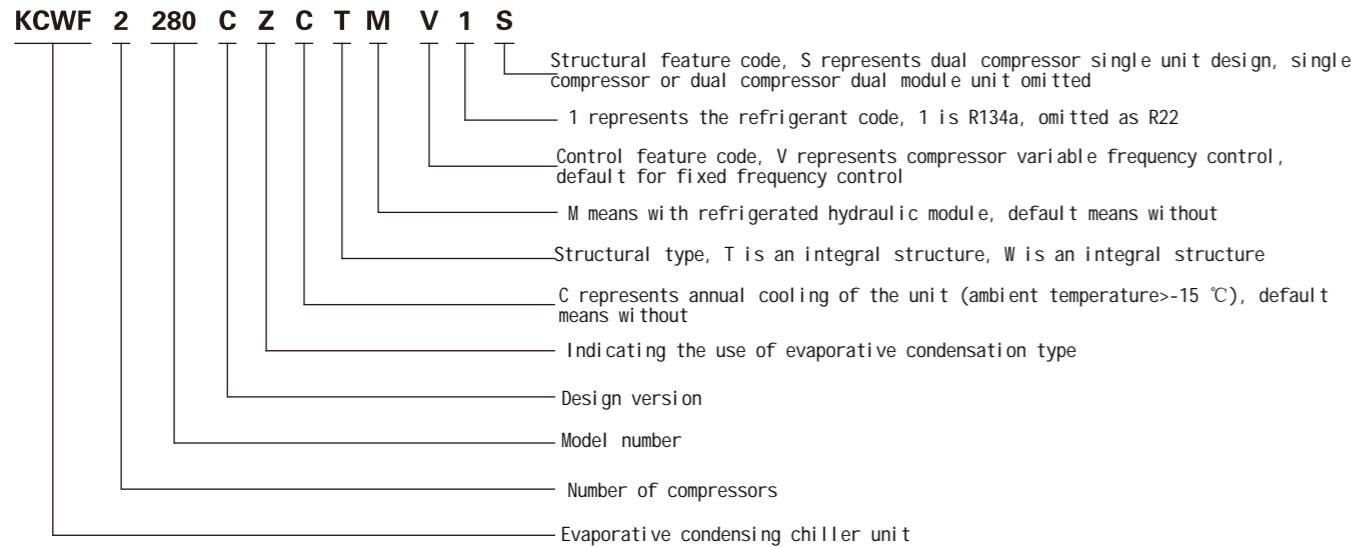 KCWF 2 280 C Z C T M V 1 S
Structural feature code, S represents dual compressor single unit design, single
compressor or dual compressor dual module unit omitted
1 represents the refrigerant code, 1 is R134a, omitted as R22
Control feature code, V represents compressor variable frequency control,
default for fixed frequency control
M means with refrigerated hydraulic module, default means without
Structural type, T is an integral structure, W is an integral structure
C represents annual cooling of the unit (ambient temperature>-15 ℃), default
means without
Indicating the use of evaporative condensation type
Design version
Model number
Number of compressors
Evaporative condensing chiller unit